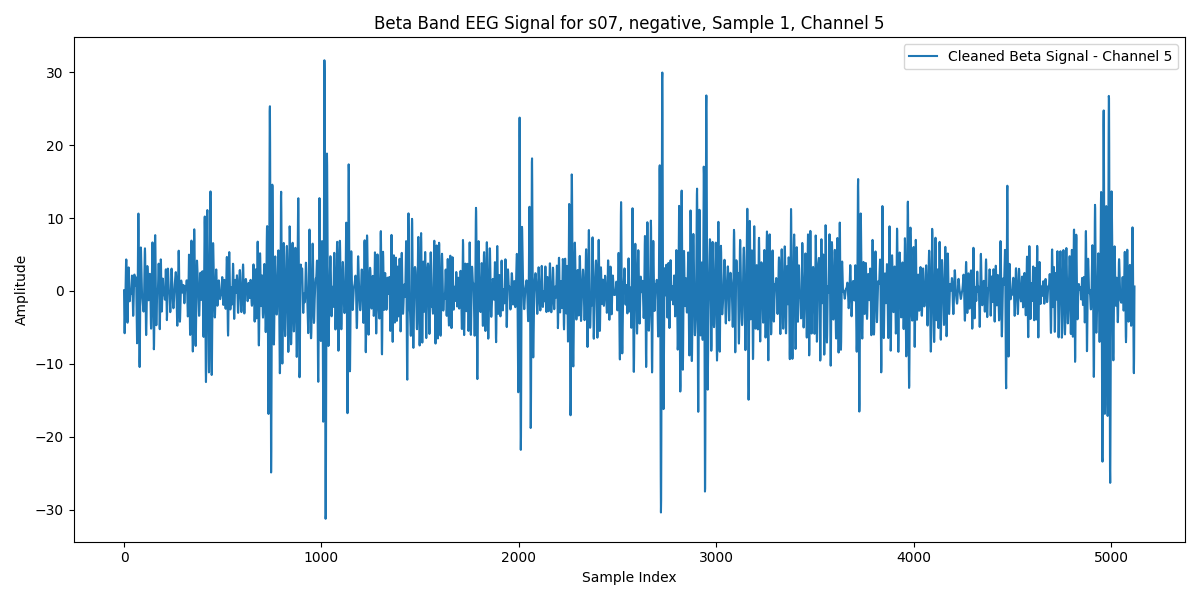 Beta Band EEG Signal for s07, negative, Sample 1, Channel 5
Cleaned Beta Signal - Channel 5
30
20
10
0
−10
−20
−30
Amplitude
0 1000 2000 3000 4000 5000
Sample Index